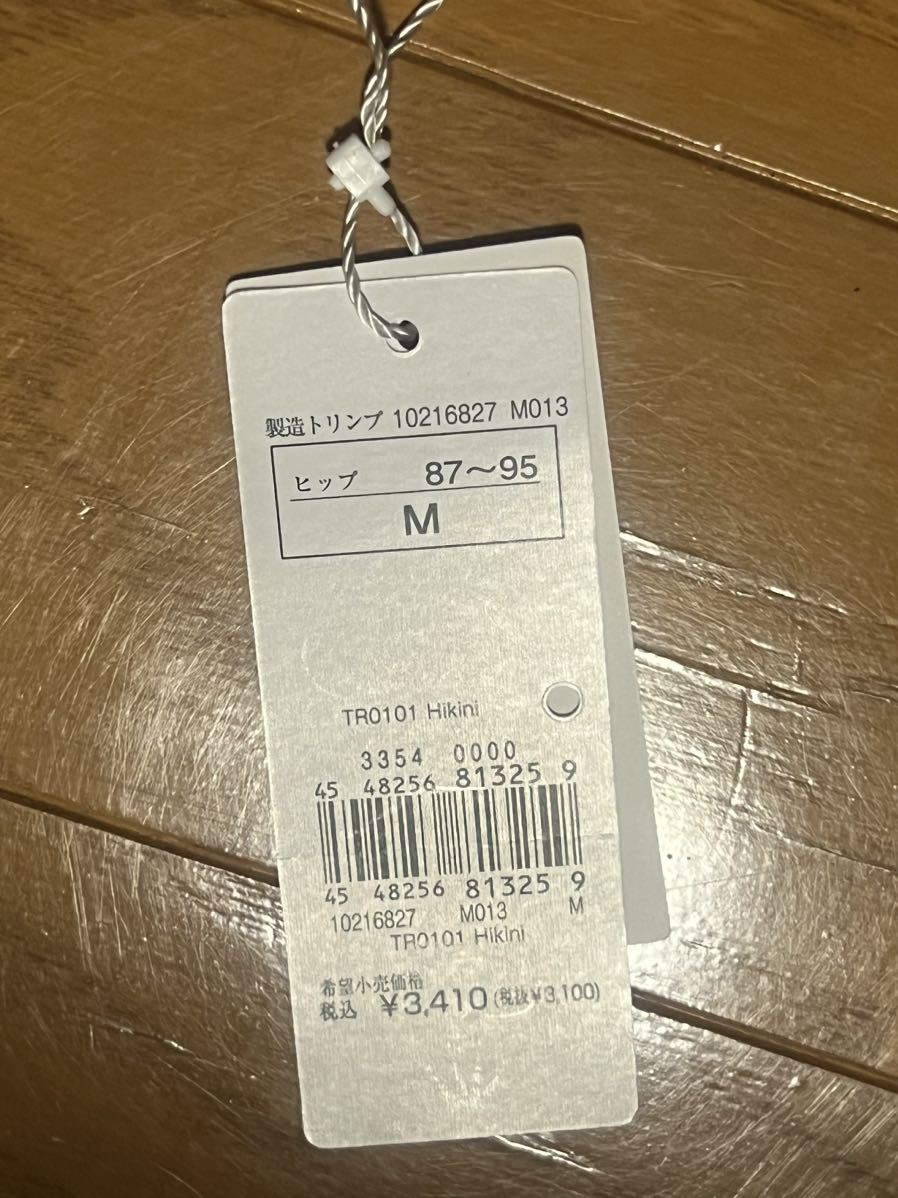 製造トリンプ 10216827 M013
ヒップ 87～95
M
TR0101 Hikini
3354 0000
45 48256 81325 9
45 48256 81325 9
10216827 M013 M
TR0101 Hikini
希望小売価格
税込 ￥3,410(税抜￥3,100)